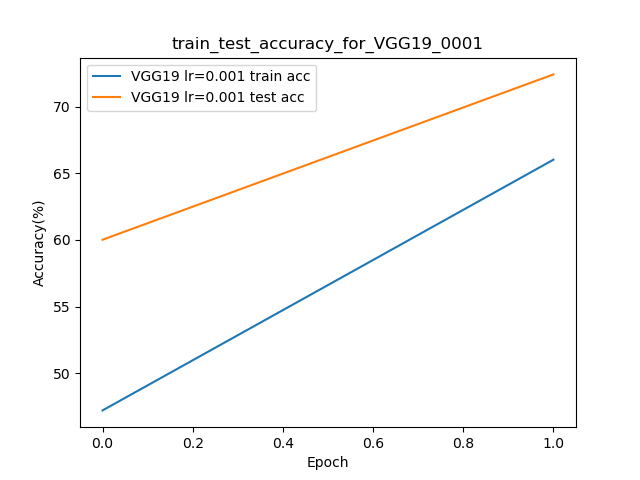 train_test_accuracy_for_VGG19_0001
VGG19 lr=0.001 train acc
VGG19 lr=0.001 test acc
Accuracy(%)
70
65
60
55
50
0.0 0.2 0.4 0.6 0.8 1.0
Epoch